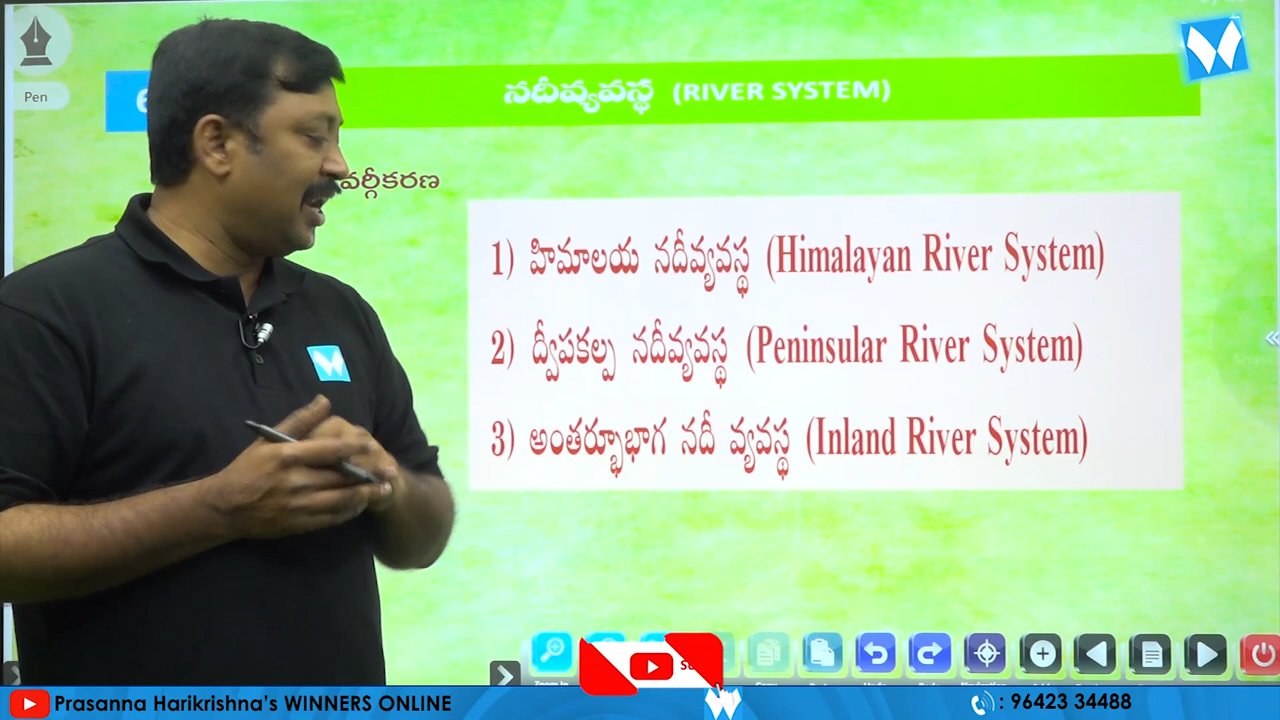 Pen
నదీవ్యవస్థ (RIVER SYSTEM)
వర్గీకరణ
1) హిమాలయ నదీవ్యవస్థ (Himalayan River System)
2) ద్వీపకల్ప నదీవ్యవస్థ (Peninsular River System)
3) అంతర్భూభాగ నదీ వ్యవస్థ (Inland River System)
Prasanna Harikrishna's WINNERS ONLINE
: 96423 34488